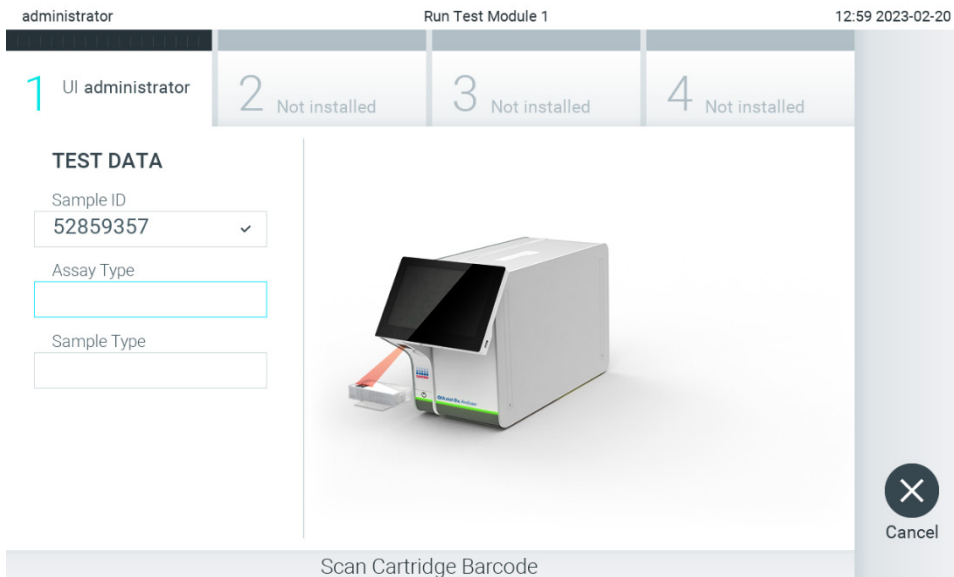 administrator
Run Test Module 1
12:59 2023-02-20
1 UI administrator
2 Not installed
3 Not installed
4 Not installed
TEST DATA
Sample ID
52859357
Assay Type
Sample Type
Cancel
Scan Cartridge Barcode